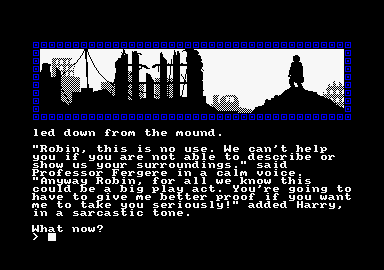 led down from the mound.
"Robin, this is no use. We can't help
you if you are not able to describe or
show us your surroundings." said
Professor Fergere in a calm voice.
"Anyway Robin, for all we know this
could be a big play act. You're going to
have to give me better proof if you want
me to take you seriously!" added Harry,
in a sarcastic tone.
What now?
>